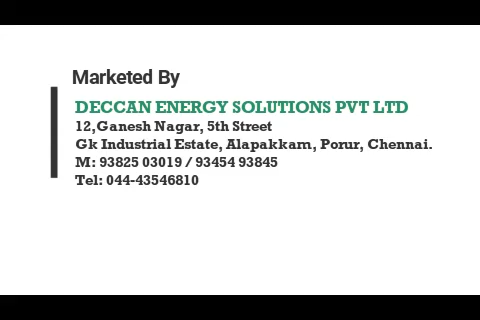 Marketed By
DECCAN ENERGY SOLUTIONS PVT LTD
12,Ganesh Nagar, 5th Street
Gk Industrial Estate, Alapakkam, Porur, Chennai.
M: 93825 03019 / 93454 93845
Tel: 044-43546810